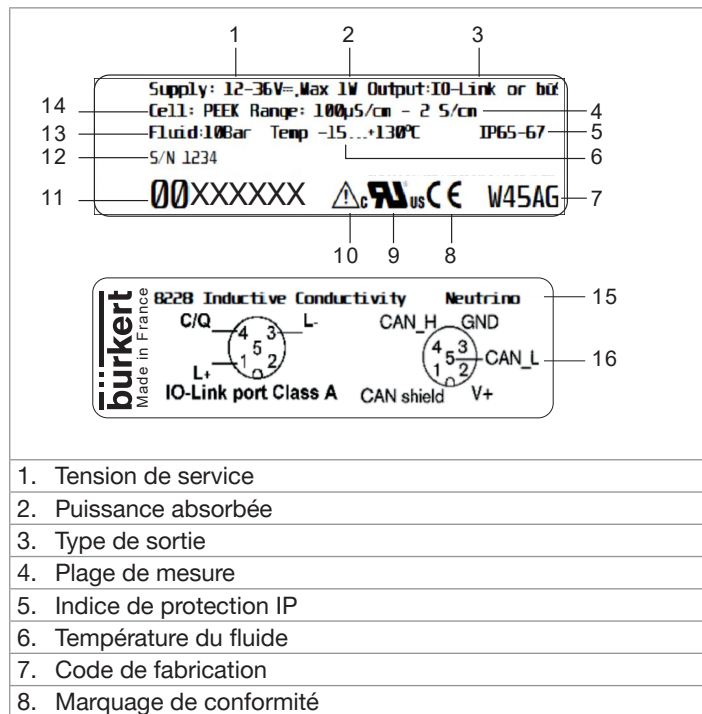 1 2 3
Supply: 12-36V⎓,Max 1W Output:IO-Link or büS
14 Cell: PEEK Range: 100µS/cm - 2 S/cm 4
13 Fluid:10Bar Temp -15...+130°C IP65-67 5
12 S/N 1234 6
11 00XXXXXX c us CE W45AG 7
10 9 8
8228 Inductive Conductivity Neutrino 15
bürkert
Made in France
C/Q L- CAN_H GND
4 3 4 3
5 5 CAN_L 16
1 2 1 2
L+
IO-Link port Class A CAN shield V+
1. Tension de service
2. Puissance absorbée
3. Type de sortie
4. Plage de mesure
5. Indice de protection IP
6. Température du fluide
7. Code de fabrication
8. Marquage de conformité